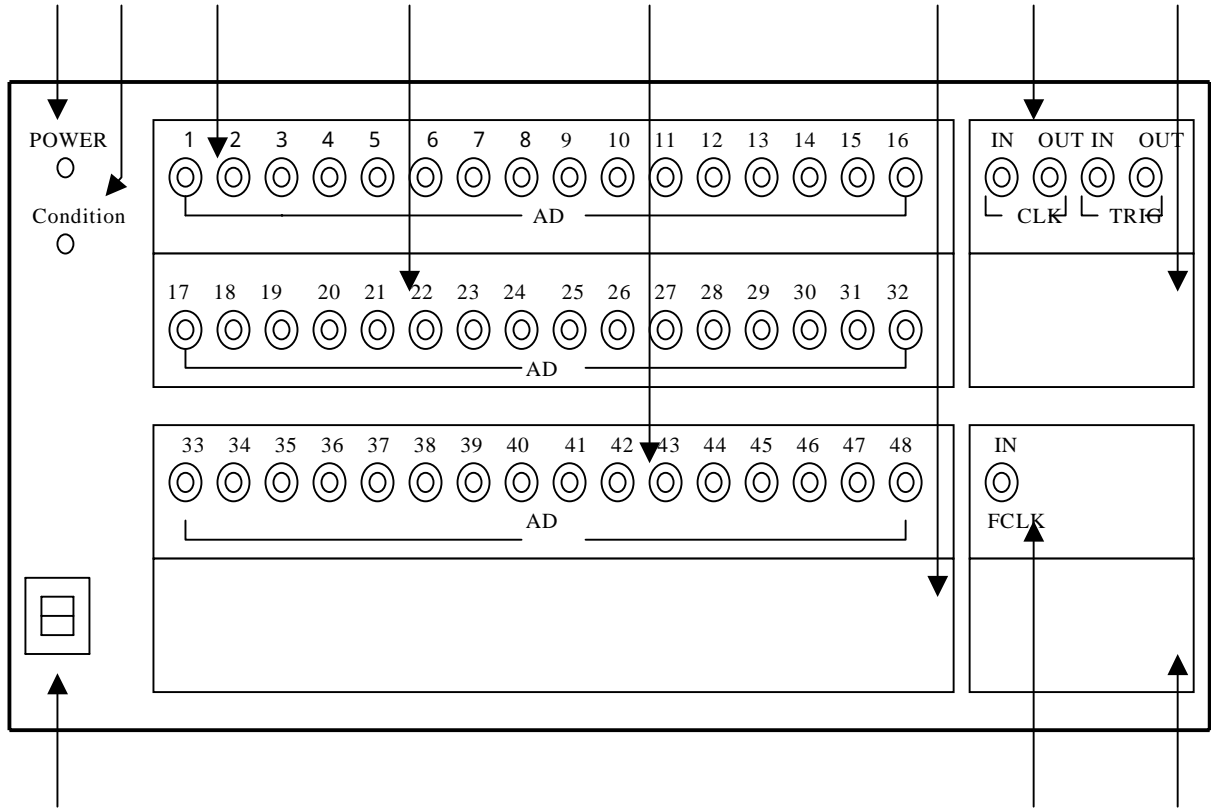 POWER
Condition
1 2 3 4 5 6 7 8 9 10 11 12 13 14 15 16
AD
17 18 19 20 21 22 23 24 25 26 27 28 29 30 31 32
AD
33 34 35 36 37 38 39 40 41 42 43 44 45 46 47 48
AD
IN OUT IN OUT
CLK TRIG
IN
FCLK